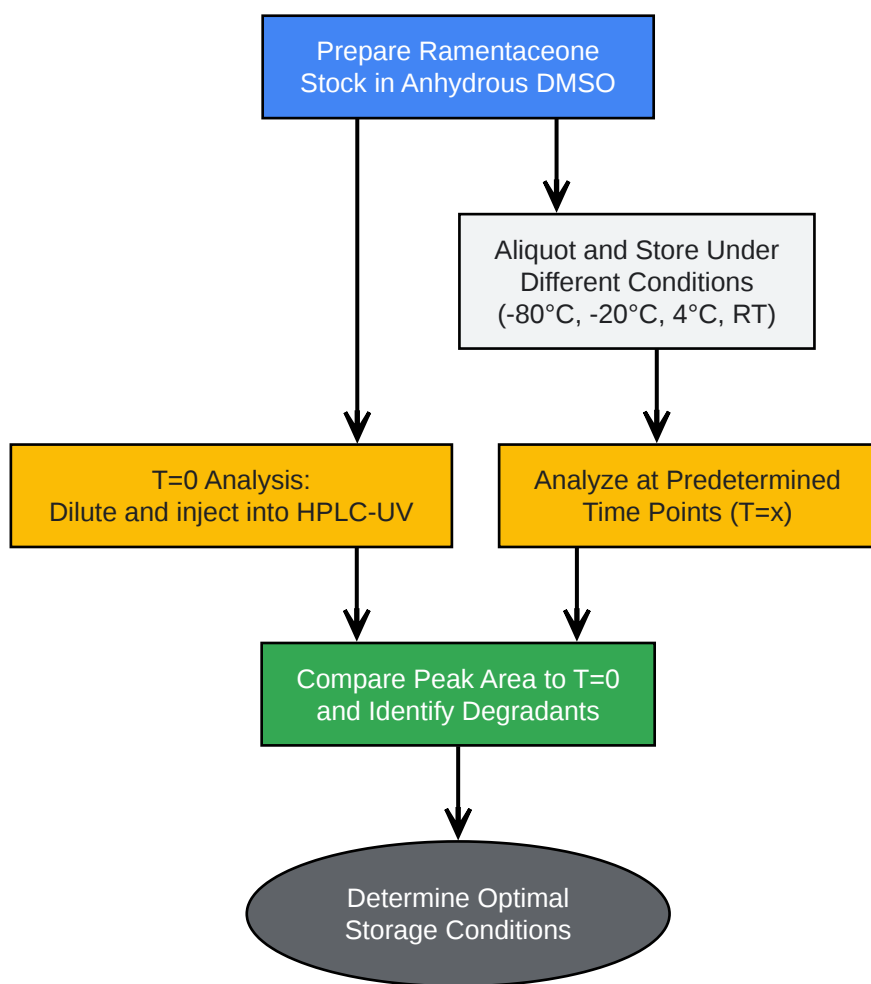 Prepare Ramentaceone
Stock in Anhydrous DMSO
Aliquot and Store Under
Different Conditions
(-80°C, -20°C, 4°C, RT)
T=0 Analysis:
Dilute and inject into HPLC-UV
Analyze at Predetermined
Time Points (T=x)
Compare Peak Area to T=0
and Identify Degradants
Determine Optimal
Storage Conditions